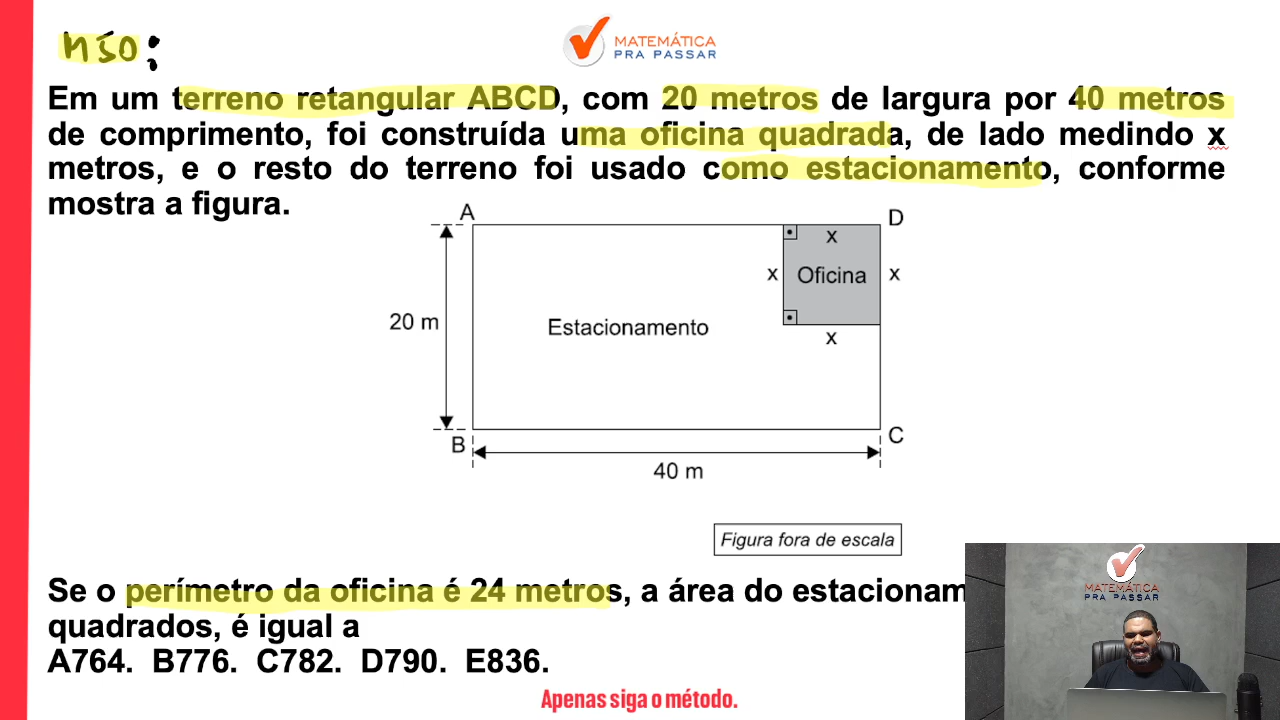 MATEMÁTICA
PRA PASSAR
Em um terreno retangular ABCD, com 20 metros de largura por 40 metros
de comprimento, foi construída uma oficina quadrada, de lado medindo x
metros, e o resto do terreno foi usado como estacionamento, conforme
mostra a figura.
A
D
x
x Oficina x
20 m
Estacionamento
x
B
C
40 m
Figura fora de escala
Se o perímetro da oficina é 24 metros, a área do estacionam
quadrados, é igual a
A764. B776. C782. D790. E836.
MATEMÁTICA
PRA PASSAR
Apenas siga o método.